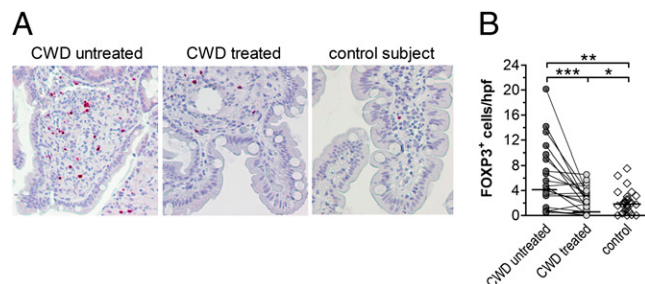 A
CWD untreated
CWD treated
control subject
B
FOXP3+ cells/hpf
24
20
16
12
8
4
0
**
***
*
CWD untreated
CWD treated
control